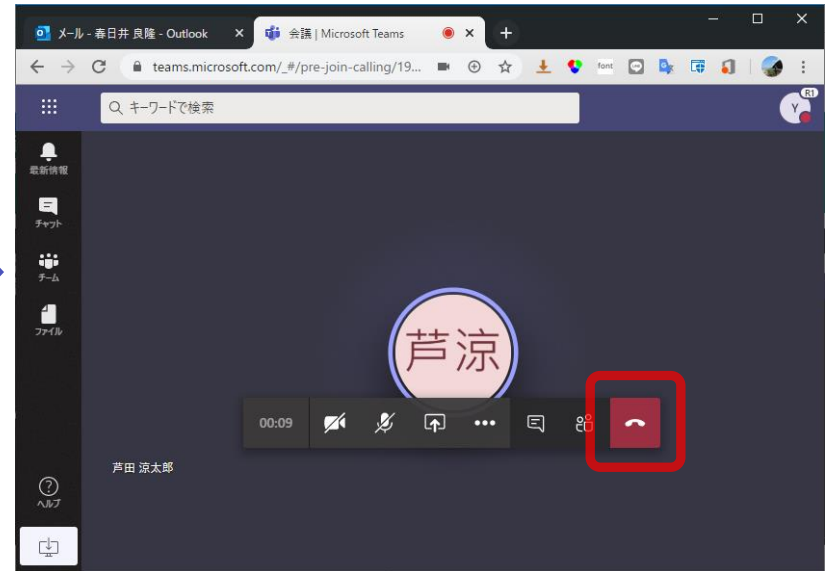 メール - 春日井 良隆 - Outlook
会議 | Microsoft Teams
teams.microsoft.com/_#/pre-join-calling/19...
font
キーワードで検索
Y
R1
最新情報
チャット
チーム
ファイル
芦涼
00:09
芦田 涼太郎
ヘルプ